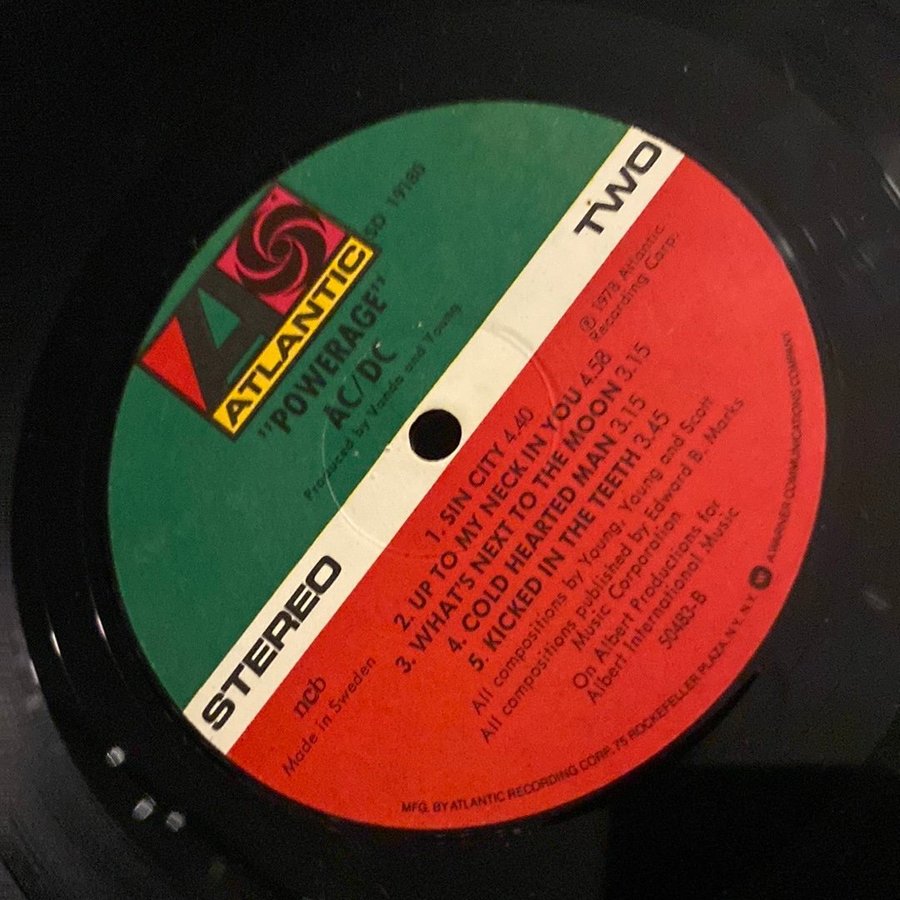 TWO
SD 19180
ATLANTIC
"POWERAGE"
AC/DC
Produced by Vanda and Young
STEREO
℗ 1978 Atlantic
Recording Corp.
1. SIN CITY 4.40
2. UP TO MY NECK IN YOU 4.58
3. WHAT'S NEXT TO THE MOON 3.15
4. COLD HEARTED MAN 3.15
5. KICKED IN THE TEETH 3.45
All compositions by Young, Young and Scott
All compositions published by Edward B. Marks
Music Corporation
On Albert Productions for
Albert International Music
50483-B
ncb
Made in Sweden
MFG. BY ATLANTIC RECORDING CORP. 75 ROCKEFELLER PLAZA, N.Y. N.Y. A WARNER COMMUNICATIONS COMPANY